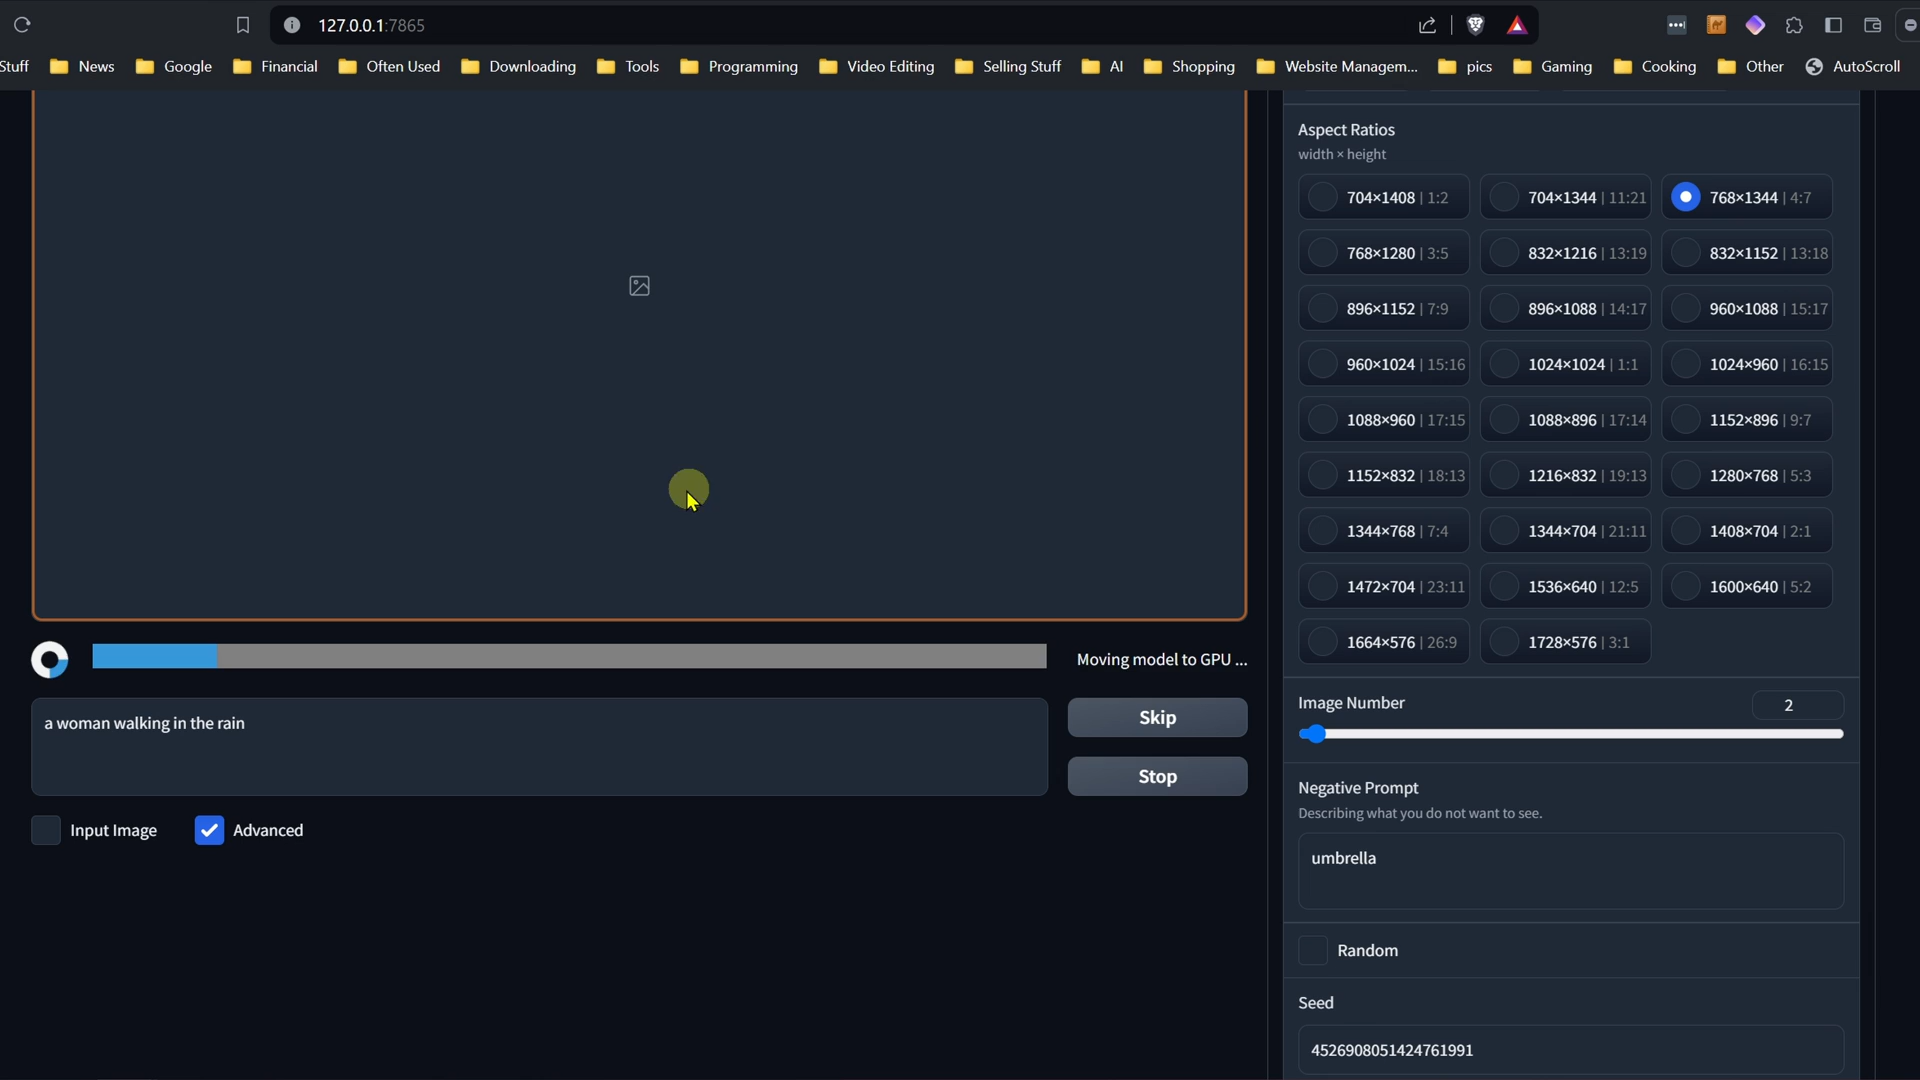 127.0.0.1:7865
Stuff News Google Financial Often Used Downloading Tools Programming Video Editing Selling Stuff AI Shopping Website Managem... pics Gaming Cooking Other AutoScroll
Aspect Ratios
width × height
704×1408 | 1:2 704×1344 | 11:21 768×1344 | 4:7
768×1280 | 3:5 832×1216 | 13:19 832×1152 | 13:18
896×1152 | 7:9 896×1088 | 14:17 960×1088 | 15:17
960×1024 | 15:16 1024×1024 | 1:1 1024×960 | 16:15
1088×960 | 17:15 1088×896 | 17:14 1152×896 | 9:7
1152×832 | 18:13 1216×832 | 19:13 1280×768 | 5:3
1344×768 | 7:4 1344×704 | 21:11 1408×704 | 2:1
1472×704 | 23:11 1536×640 | 12:5 1600×640 | 5:2
1664×576 | 26:9 1728×576 | 3:1
Moving model to GPU ...
a woman walking in the rain
Skip
Stop
Input Image Advanced
Image Number 2
Negative Prompt
Describing what you do not want to see.
umbrella
Random
Seed
4526908051424761991